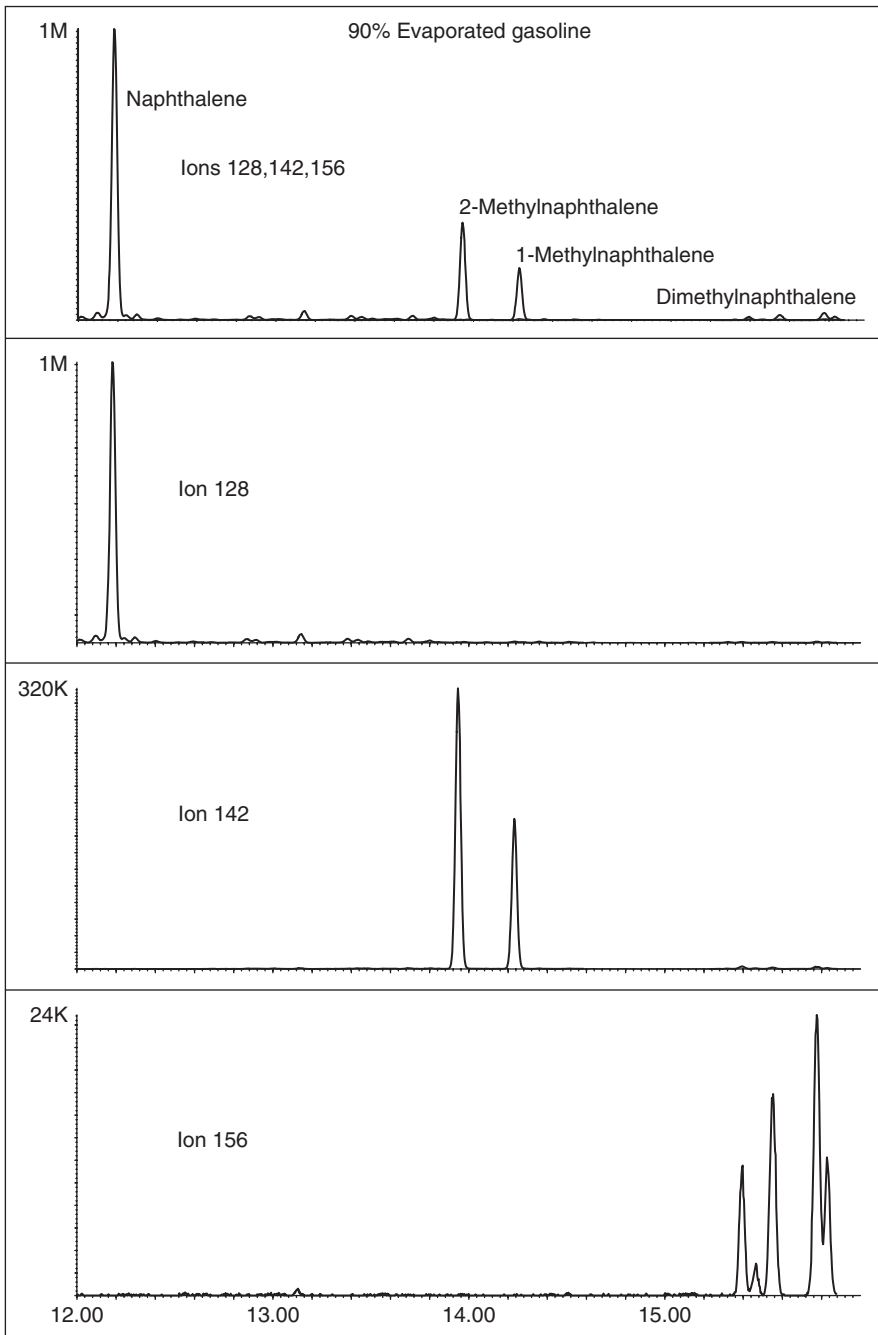 1M
90% Evaporated gasoline
Naphthalene
Ions 128,142,156
2-Methylnaphthalene
1-Methylnaphthalene
Dimethylnaphthalene
1M
Ion 128
320K
Ion 142
24K
Ion 156
12.00 13.00 14.00 15.00